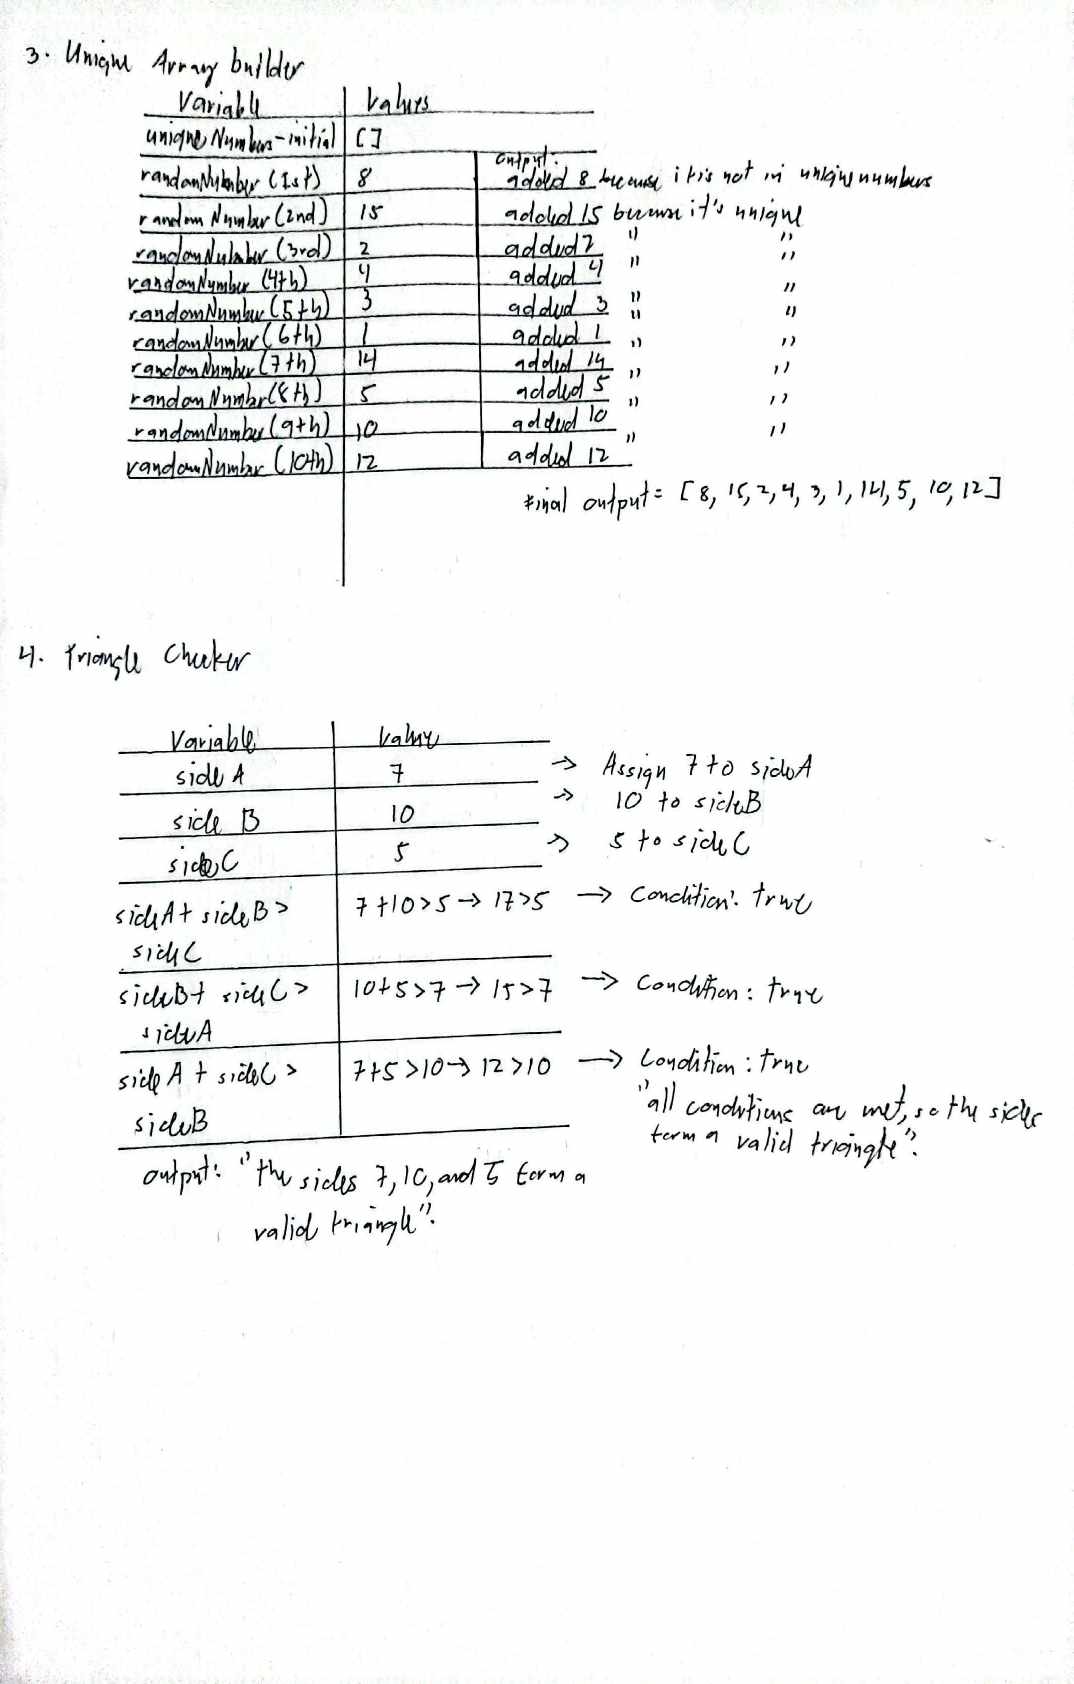 3. Unique Array builder
Variable | Values
uniqueNumbers-initial | []
output:
randomNumber (1st) | 8 | added 8 because it is not in uniquenumbers
randomNumber (2nd) | 15 | added 15 because it's unique
randomNumber (3rd) | 2 | added 2 " "
randomNumber (4th) | 4 | added 4 " "
randomNumber (5th) | 3 | added 3 " "
randomNumber (6th) | 1 | added 1 " "
randomNumber (7th) | 14 | added 14 " "
randomNumber (8th) | 5 | added 5 " "
randomNumber (9th) | 10 | added 10 " "
randomNumber (10th) | 12 | added 12 "
Final output = [8, 15, 2, 4, 3, 1, 14, 5, 10, 12]
4. Triangle Checker
Variable | Value
side A | 7 → Assign 7 to sideA
side B | 10 → 10 to sideB
sideC | 5 → 5 to sideC
sideA + sideB > | 7 + 10 > 5 → 17 > 5 → Condition: true
sideC
sideB + sideC > | 10 + 5 > 7 → 15 > 7 → Condition: true
sideA
side A + sideC > | 7 + 5 > 10 → 12 > 10 → Condition: true
sideB
"all conditions are met, so the sides
form a valid triangle".
output: "the sides 7, 10, and 5 form a
valid triangle".